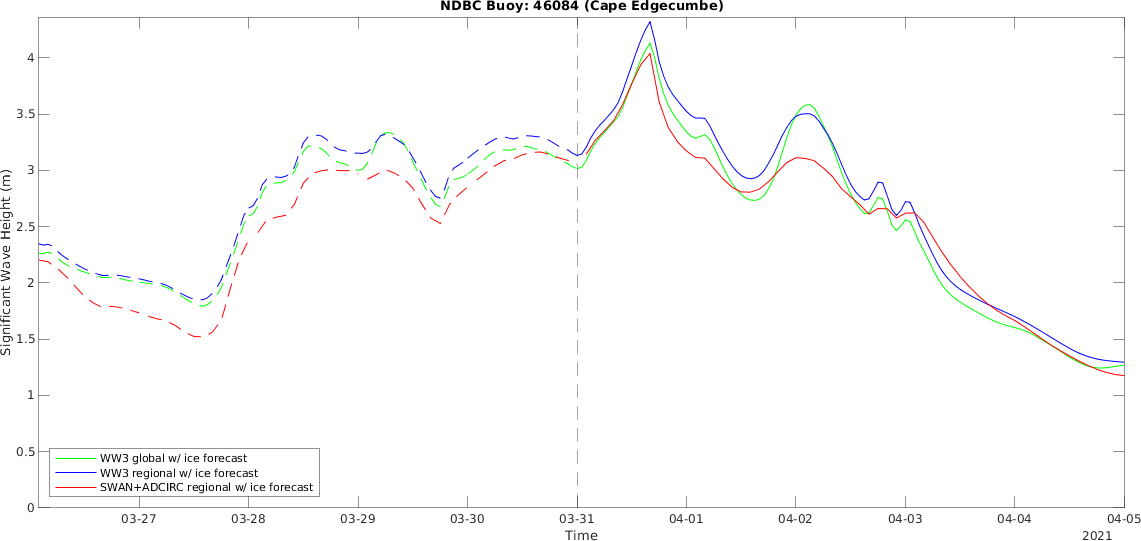 NDBC Buoy: 46084 (Cape Edgecumbe)
Significant Wave Height (m)
4
3.5
3
2.5
2
1.5
1
0.5
0
WW3 global w/ ice forecast
WW3 regional w/ ice forecast
SWAN+ADCIRC regional w/ ice forecast
03-27 03-28 03-29 03-30 03-31 04-01 04-02 04-03 04-04 04-05
Time
2021